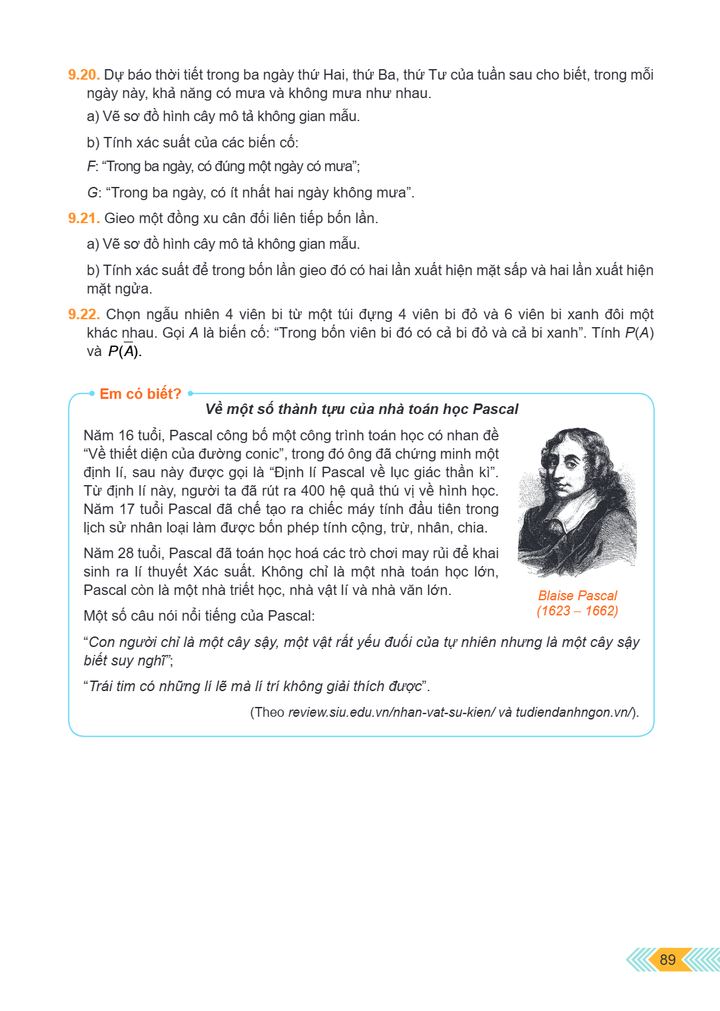 9.20. Dự báo thời tiết trong ba ngày thứ Hai, thứ Ba, thứ Tư của tuần sau cho biết, trong mỗi
ngày này, khả năng có mưa và không mưa như nhau.
a) Vẽ sơ đồ hình cây mô tả không gian mẫu.
b) Tính xác suất của các biến cố:
F: “Trong ba ngày, có đúng một ngày có mưa”;
G: “Trong ba ngày, có ít nhất hai ngày không mưa”.
9.21. Gieo một đồng xu cân đối liên tiếp bốn lần.
a) Vẽ sơ đồ hình cây mô tả không gian mẫu.
b) Tính xác suất để trong bốn lần gieo đó có hai lần xuất hiện mặt sấp và hai lần xuất hiện
mặt ngửa.
9.22. Chọn ngẫu nhiên 4 viên bi từ một túi đựng 4 viên bi đỏ và 6 viên bi xanh đôi một
khác nhau. Gọi A là biến cố: “Trong bốn viên bi đó có cả bi đỏ và cả bi xanh”. Tính P(A)
và P(A̅).
Em có biết?
Về một số thành tựu của nhà toán học Pascal
Năm 16 tuổi, Pascal công bố một công trình toán học có nhan đề
“Về thiết diện của đường conic”, trong đó ông đã chứng minh một
định lí, sau này được gọi là “Định lí Pascal về lục giác thần kì”.
Từ định lí này, người ta đã rút ra 400 hệ quả thú vị về hình học.
Năm 17 tuổi Pascal đã chế tạo ra chiếc máy tính đầu tiên trong
lịch sử nhân loại làm được bốn phép tính cộng, trừ, nhân, chia.
Năm 28 tuổi, Pascal đã toán học hoá các trò chơi may rủi để khai
sinh ra lí thuyết Xác suất. Không chỉ là một nhà toán học lớn,
Pascal còn là một nhà triết học, nhà vật lí và nhà văn lớn.
Blaise Pascal
(1623 – 1662)
Một số câu nói nổi tiếng của Pascal:
“Con người chỉ là một cây sậy, một vật rất yếu đuối của tự nhiên nhưng là một cây sậy
biết suy nghĩ”;
“Trái tim có những lí lẽ mà lí trí không giải thích được”.
(Theo review.siu.edu.vn/nhan-vat-su-kien/ và tudiendanhngon.vn/).
89